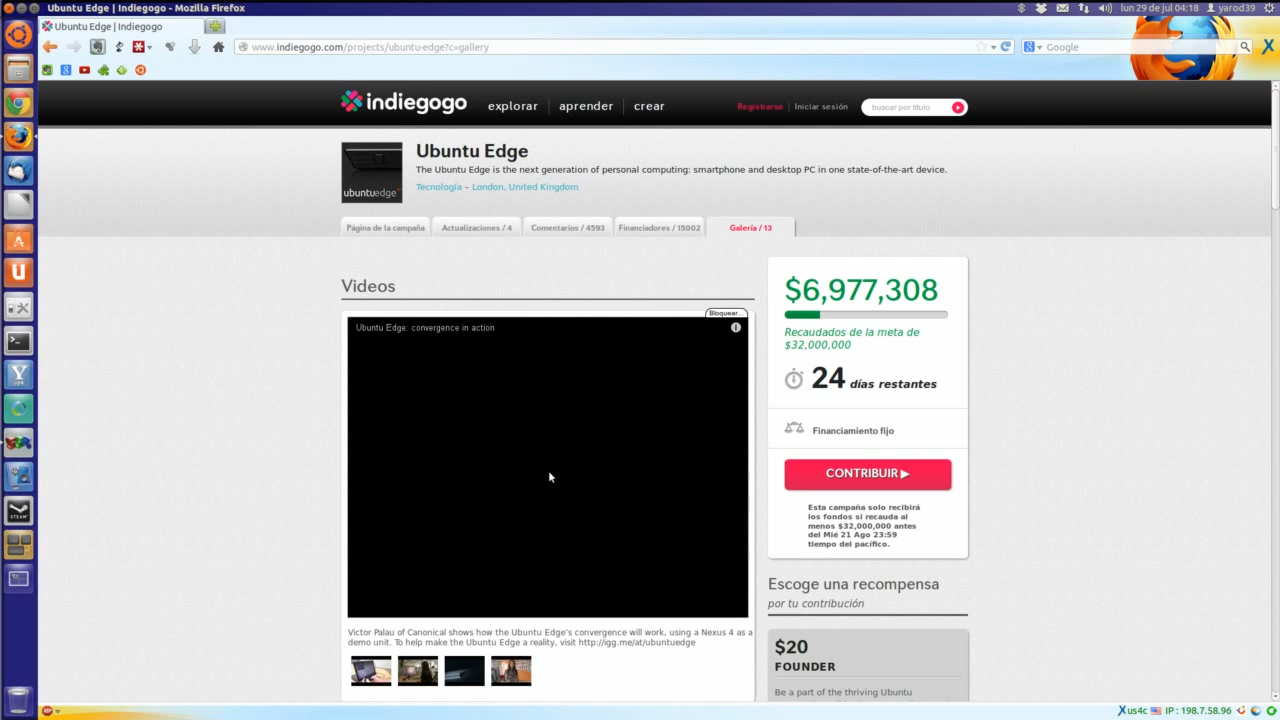 Ubuntu Edge | Indiegogo - Mozilla Firefox
lun 29 de jul 04:18
yarod39
Ubuntu Edge | Indiegogo
www.indiegogo.com/projects/ubuntu-edge?c=gallery
Google
indiegogo
explorar
aprender
crear
Registrarse
Iniciar sesión
buscar por título
ubuntuedge
Ubuntu Edge
The Ubuntu Edge is the next generation of personal computing: smartphone and desktop PC in one state-of-the-art device.
Tecnología – London, United Kingdom
Página de la campaña
Actualizaciones / 4
Comentarios / 4593
Financiadores / 15002
Galería / 13
Videos
Bloquear...
Ubuntu Edge: convergence in action
Victor Palau of Canonical shows how the Ubuntu Edge's convergence will work, using a Nexus 4 as a
demo unit. To help make the Ubuntu Edge a reality, visit http://igg.me/at/ubuntuedge
$6,977,308
Recaudados de la meta de
$32,000,000
24 días restantes
Financiamiento fijo
CONTRIBUIR ▶
Esta campaña solo recibirá
los fondos si recauda al
menos $32,000,000 antes
del Mié 21 Ago 23:59
tiempo del pacífico.
Escoge una recompensa
por tu contribución
$20
FOUNDER
Be a part of the thriving Ubuntu
STEAM
ABP
us4c
IP : 198.7.58.96